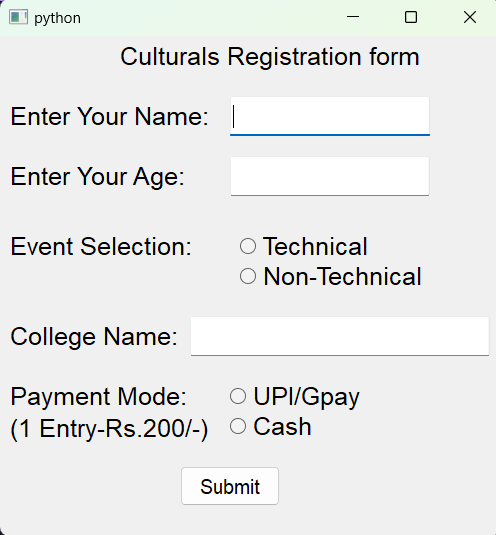 python
Culturals Registration form
Enter Your Name:
Enter Your Age:
Event Selection:
Technical
Non-Technical
College Name:
Payment Mode:
(1 Entry-Rs.200/-)
UPI/Gpay
Cash
Submit